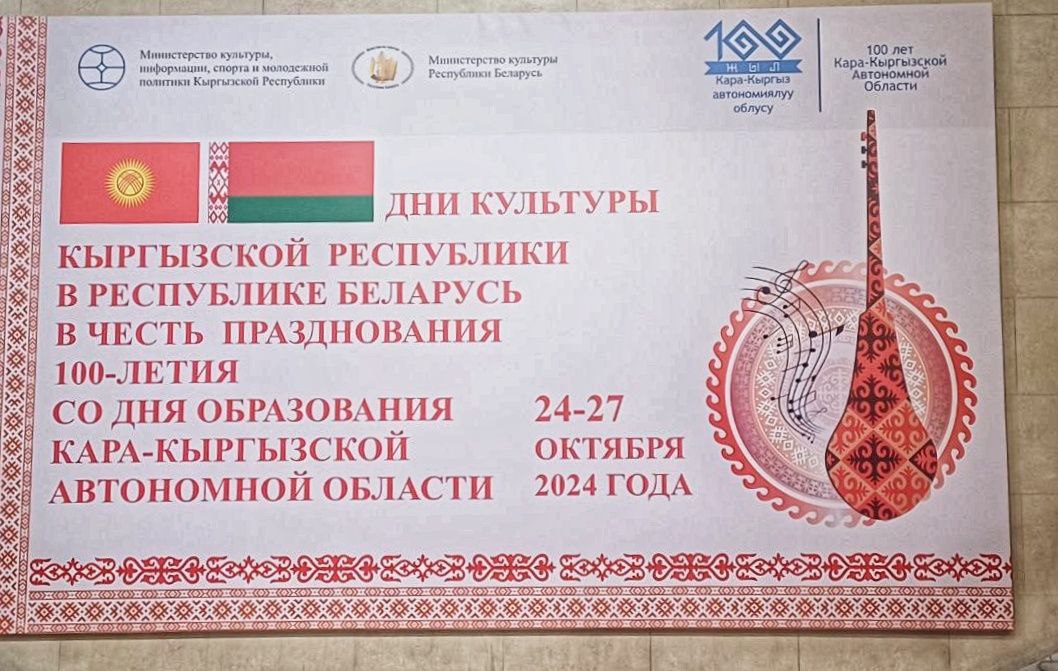 Министерство культуры,
информации, спорта и молодежной
политики Кыргызской Республики
Министерство культуры
Республики Беларусь
100
ЖЫЛ
Кара-Кыргыз
автономиялуу
облусу
100 лет
Кара-Кыргызской
Автономной
Области
ДНИ КУЛЬТУРЫ
КЫРГЫЗСКОЙ РЕСПУБЛИКИ
В РЕСПУБЛИКЕ БЕЛАРУСЬ
В ЧЕСТЬ ПРАЗДНОВАНИЯ
100-ЛЕТИЯ
СО ДНЯ ОБРАЗОВАНИЯ
КАРА-КЫРГЫЗСКОЙ
АВТОНОМНОЙ ОБЛАСТИ
24-27
ОКТЯБРЯ
2024 ГОДА